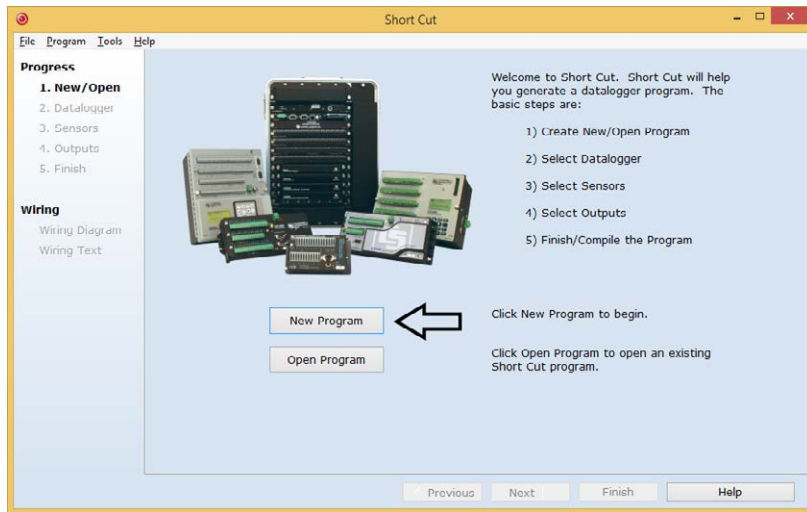 Short Cut
File Program Tools Help
Progress
1. New/Open
2. Datalogger
3. Sensors
4. Outputs
5. Finish
Wiring
Wiring Diagram
Wiring Text
Welcome to Short Cut. Short Cut will help
you generate a datalogger program. The
basic steps are:
1) Create New/Open Program
2) Select Datalogger
3) Select Sensors
4) Select Outputs
5) Finish/Compile the Program
New Program
Click New Program to begin.
Open Program
Click Open Program to open an existing
Short Cut program.
Previous Next Finish Help